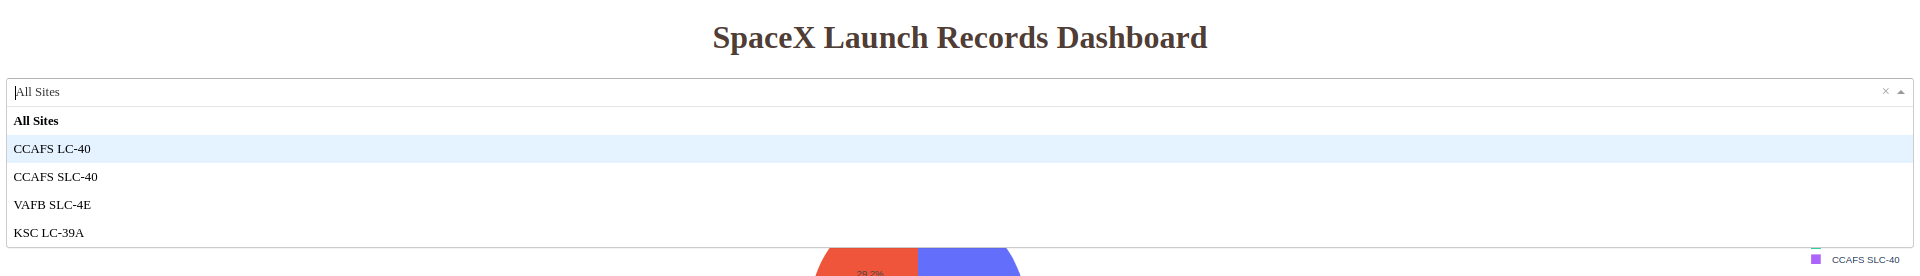 SpaceX Launch Records Dashboard
All Sites
All Sites
CCAFS LC-40
CCAFS SLC-40
VAFB SLC-4E
KSC LC-39A
29.2%
CCAFS SLC-40